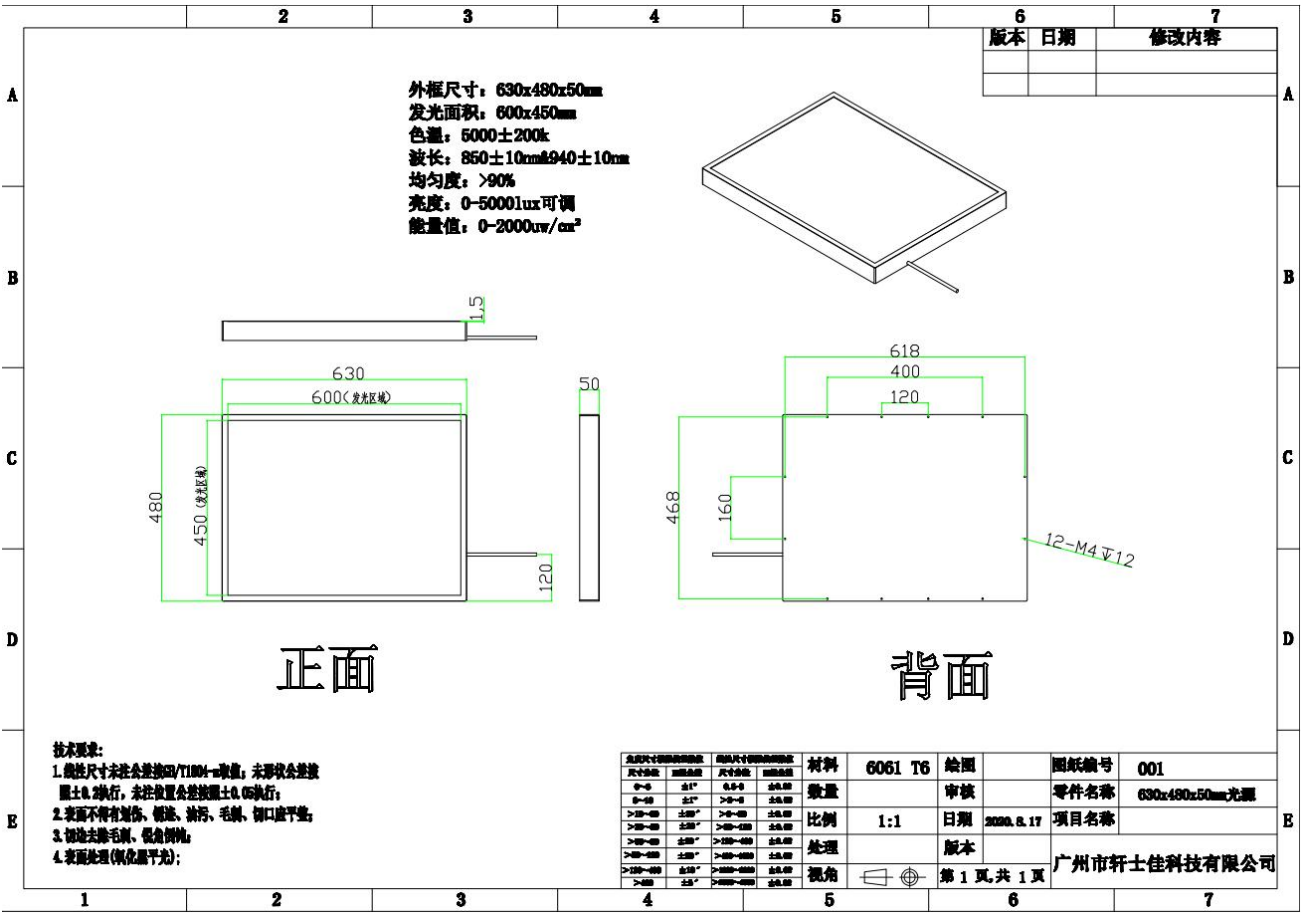 2 3 4 5 6 7
版本 日期 修改内容
A A
外框尺寸：630x480x50mm
发光面积：600x450mm
色温：5000±200k
波长：850±10nm&940±10nm
均匀度：>90%
亮度：0-5000lux可调
能量值：0-2000uw/cm²
B B
1,5
630
600(发光区域)
50
480
450(发光区域)
120
618
400
120
468
160
12-M4↧12
C C
D D
正面
背面
技术要求:
1.线性尺寸未注公差按GB/T1804-m取值；未形状公差按
照±0.2执行，未注位置公差按照±0.05执行；
2.表面不得有划伤、油污、毛刺、切口应平整;
3.切边去除毛刺、锐角倒钝;
4.表面处理(氧化黑平光);
材料 6061 T6 绘图 图纸编号 001
数量 审核 零件名称 630x480x50mm光源
比例 1:1 日期 2020.8.17 项目名称
处理 版本
广州市轩士佳科技有限公司
视角 第 1 页,共 1 页
E E
1 2 3 4 5 6 7